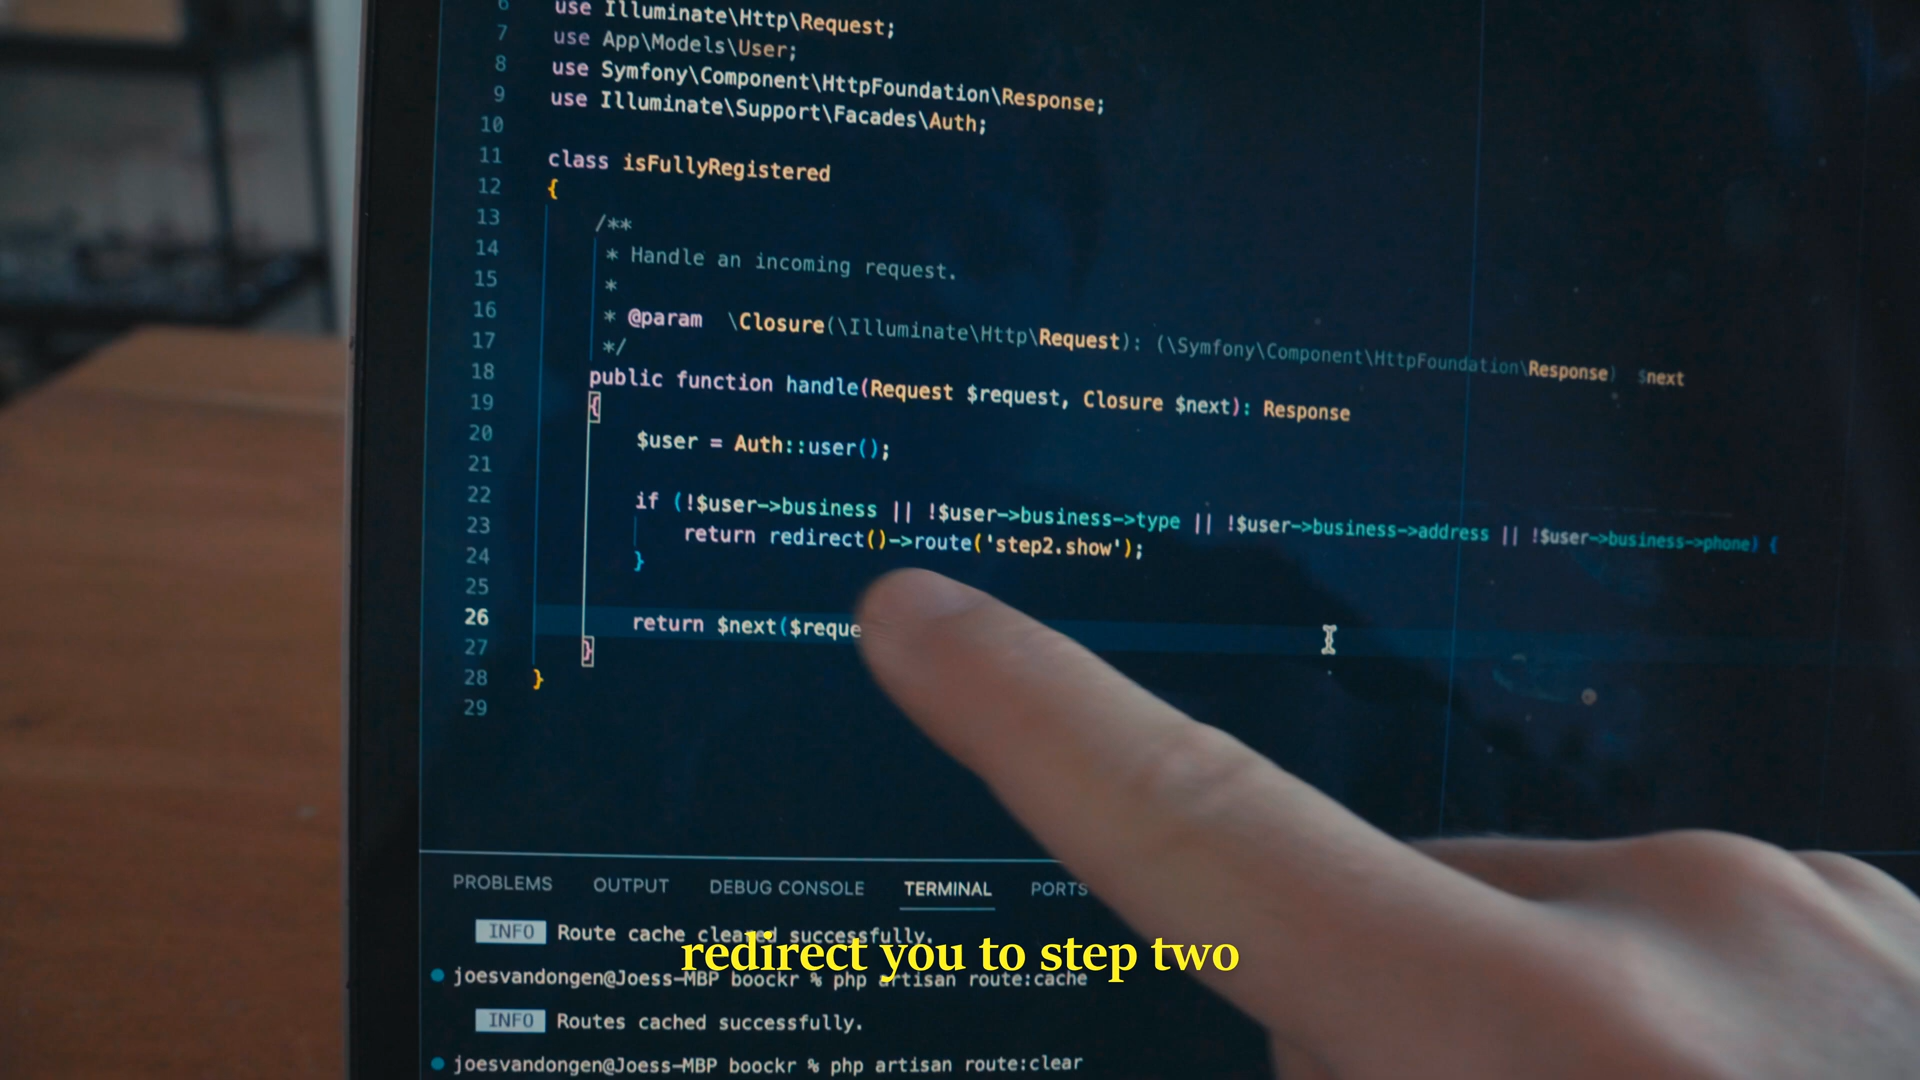 6 use Illuminate\Http\Request;
7 use App\Models\User;
8 use Symfony\Component\HttpFoundation\Response;
9 use Illuminate\Support\Facades\Auth;
10
11 class isFullyRegistered
12 {
13 /**
14 * Handle an incoming request.
15 *
16 * @param \Closure(\Illuminate\Http\Request): (\Symfony\Component\HttpFoundation\Response) $next
17 */
18 public function handle(Request $request, Closure $next): Response
19 {
20 $user = Auth::user();
21
22 if (!$user->business || !$user->business->type || !$user->business->address || !$user->business->phone) {
23 return redirect()->route('step2.show');
24 }
25
26 return $next($reque
27 }
28 }
29
PROBLEMS OUTPUT DEBUG CONSOLE TERMINAL PORTS
INFO Route cache cleared successfully.
redirect you to step two
joesvandongen@Joess-MBP boockr % php artisan route:cache
INFO Routes cached successfully.
joesvandongen@Joess-MBP boockr % php artisan route:clear